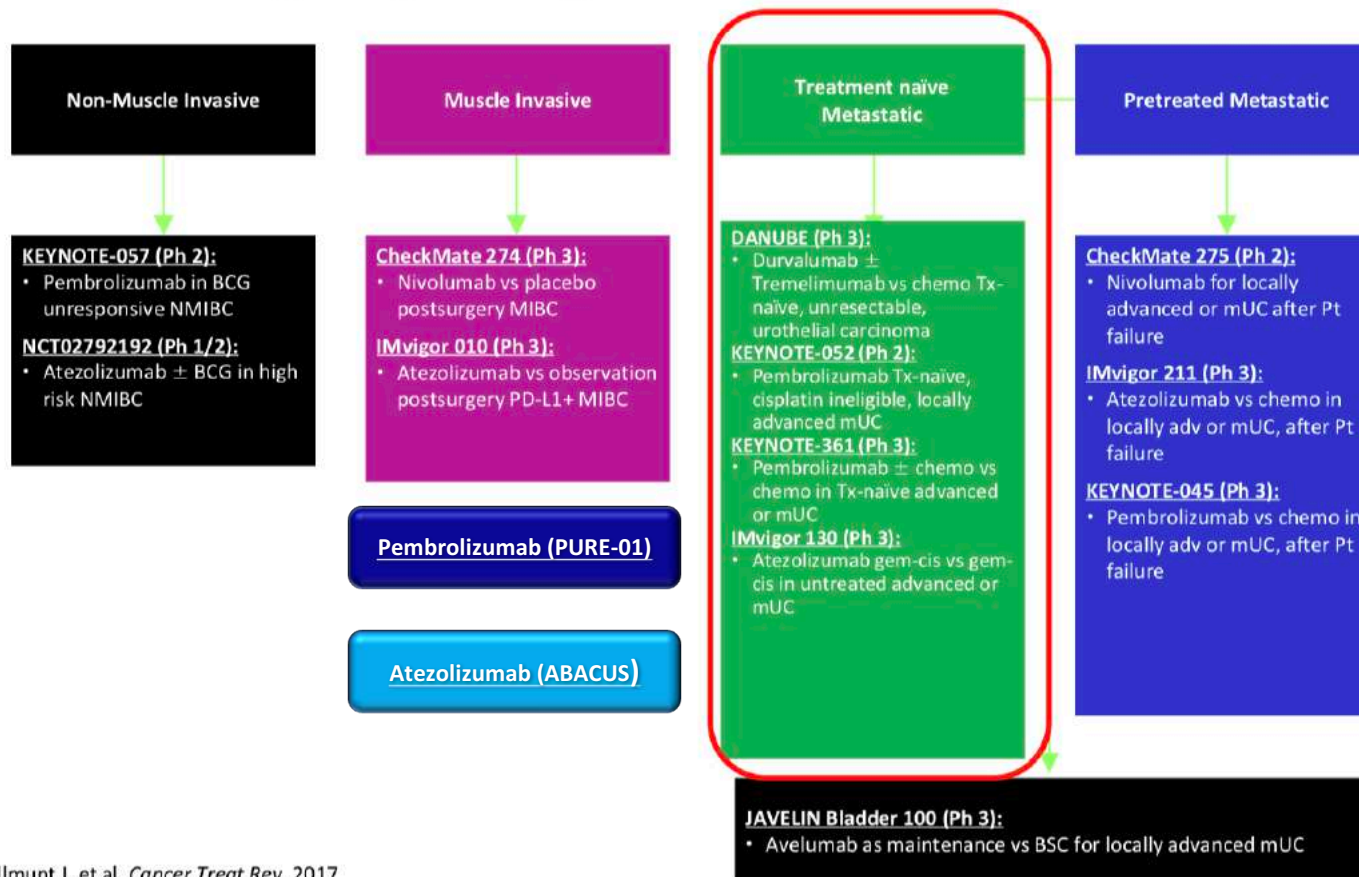 Non-Muscle Invasive
KEYNOTE-057 (Ph 2):
• Pembrolizumab in BCG
unresponsive NMIBC
NCT02792192 (Ph 1/2):
• Atezolizumab ± BCG in high
risk NMIBC
Muscle Invasive
CheckMate 274 (Ph 3):
• Nivolumab vs placebo
postsurgery MIBC
IMvigor 010 (Ph 3):
• Atezolizumab vs observation
postsurgery PD-L1+ MIBC
Pembrolizumab (PURE-01)
Atezolizumab (ABACUS)
Treatment naïve
Metastatic
DANUBE (Ph 3):
• Durvalumab ±
Tremelimumab vs chemo Tx-
naïve, unresectable,
urothelial carcinoma
KEYNOTE-052 (Ph 2):
• Pembrolizumab Tx-naïve,
cisplatin ineligible, locally
advanced mUC
KEYNOTE-361 (Ph 3):
• Pembrolizumab ± chemo vs
chemo in Tx-naïve advanced
or mUC
IMvigor 130 (Ph 3):
• Atezolizumab gem-cis vs gem-
cis in untreated advanced or
mUC
Pretreated Metastatic
CheckMate 275 (Ph 2):
• Nivolumab for locally
advanced or mUC after Pt
failure
IMvigor 211 (Ph 3):
• Atezolizumab vs chemo in
locally adv or mUC, after Pt
failure
KEYNOTE-045 (Ph 3):
• Pembrolizumab vs chemo in
locally adv or mUC, after Pt
failure
JAVELIN Bladder 100 (Ph 3):
• Avelumab as maintenance vs BSC for locally advanced mUC
llmunt J, et al. Cancer Treat Rev. 2017